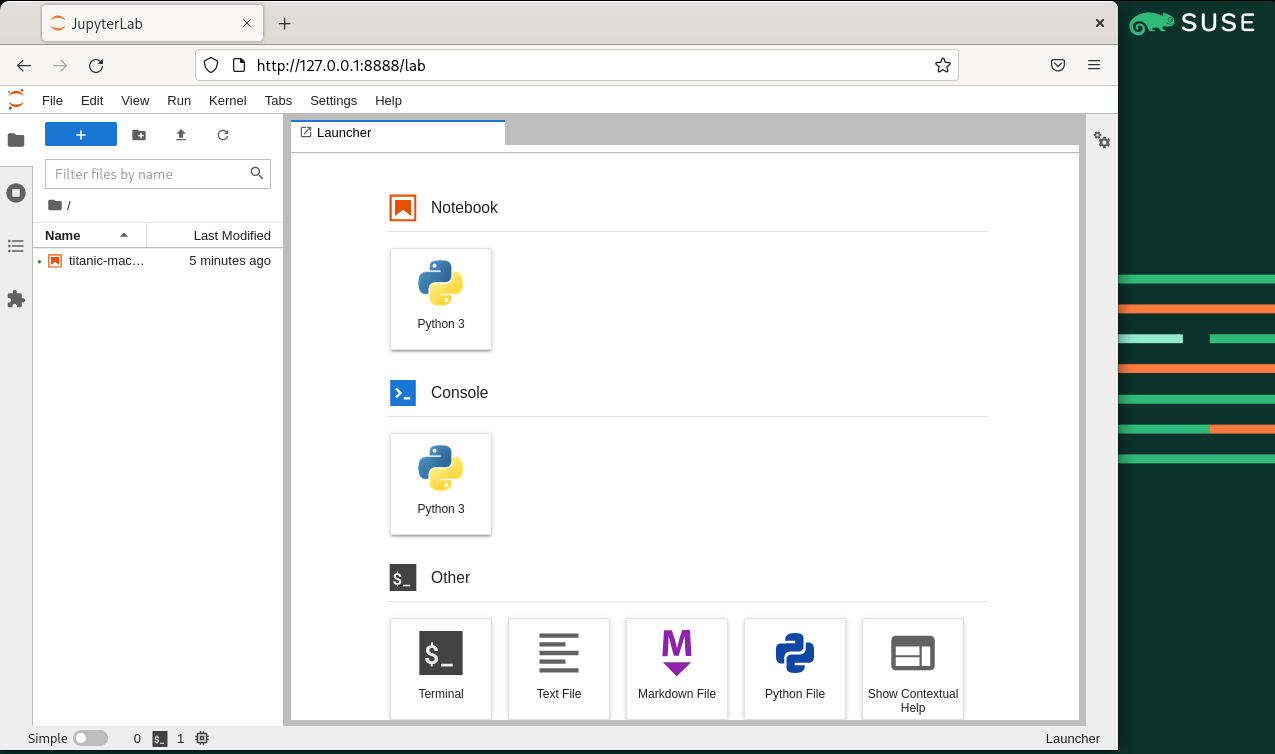 JupyterLab
SUSE
http://127.0.0.1:8888/lab
File Edit View Run Kernel Tabs Settings Help
Launcher
Filter files by name
/
Name Last Modified
titanic-mac… 5 minutes ago
Notebook
Python 3
Console
Python 3
$_ Other
$_
M
Terminal
Text File
Markdown File
Python File
Show Contextual
Help
Simple 0 $_ 1 Launcher